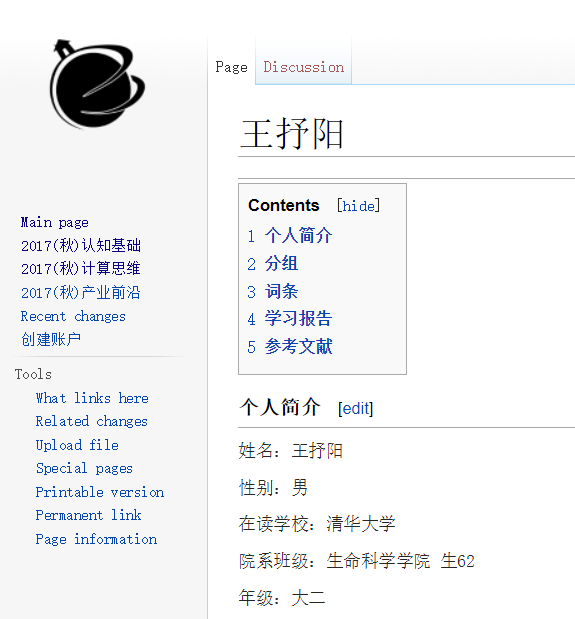 Page
Discussion
王抒阳
Contents [hide]
1 个人简介
2 分组
3 词条
4 学习报告
5 参考文献
个人简介 [edit]
姓名：王抒阳
性别：男
在读学校：清华大学
院系班级：生命科学学院 生62
年级：大二
Main page
2017(秋)认知基础
2017(秋)计算思维
2017(秋)产业前沿
Recent changes
创建账户
Tools
What links here
Related changes
Upload file
Special pages
Printable version
Permanent link
Page information